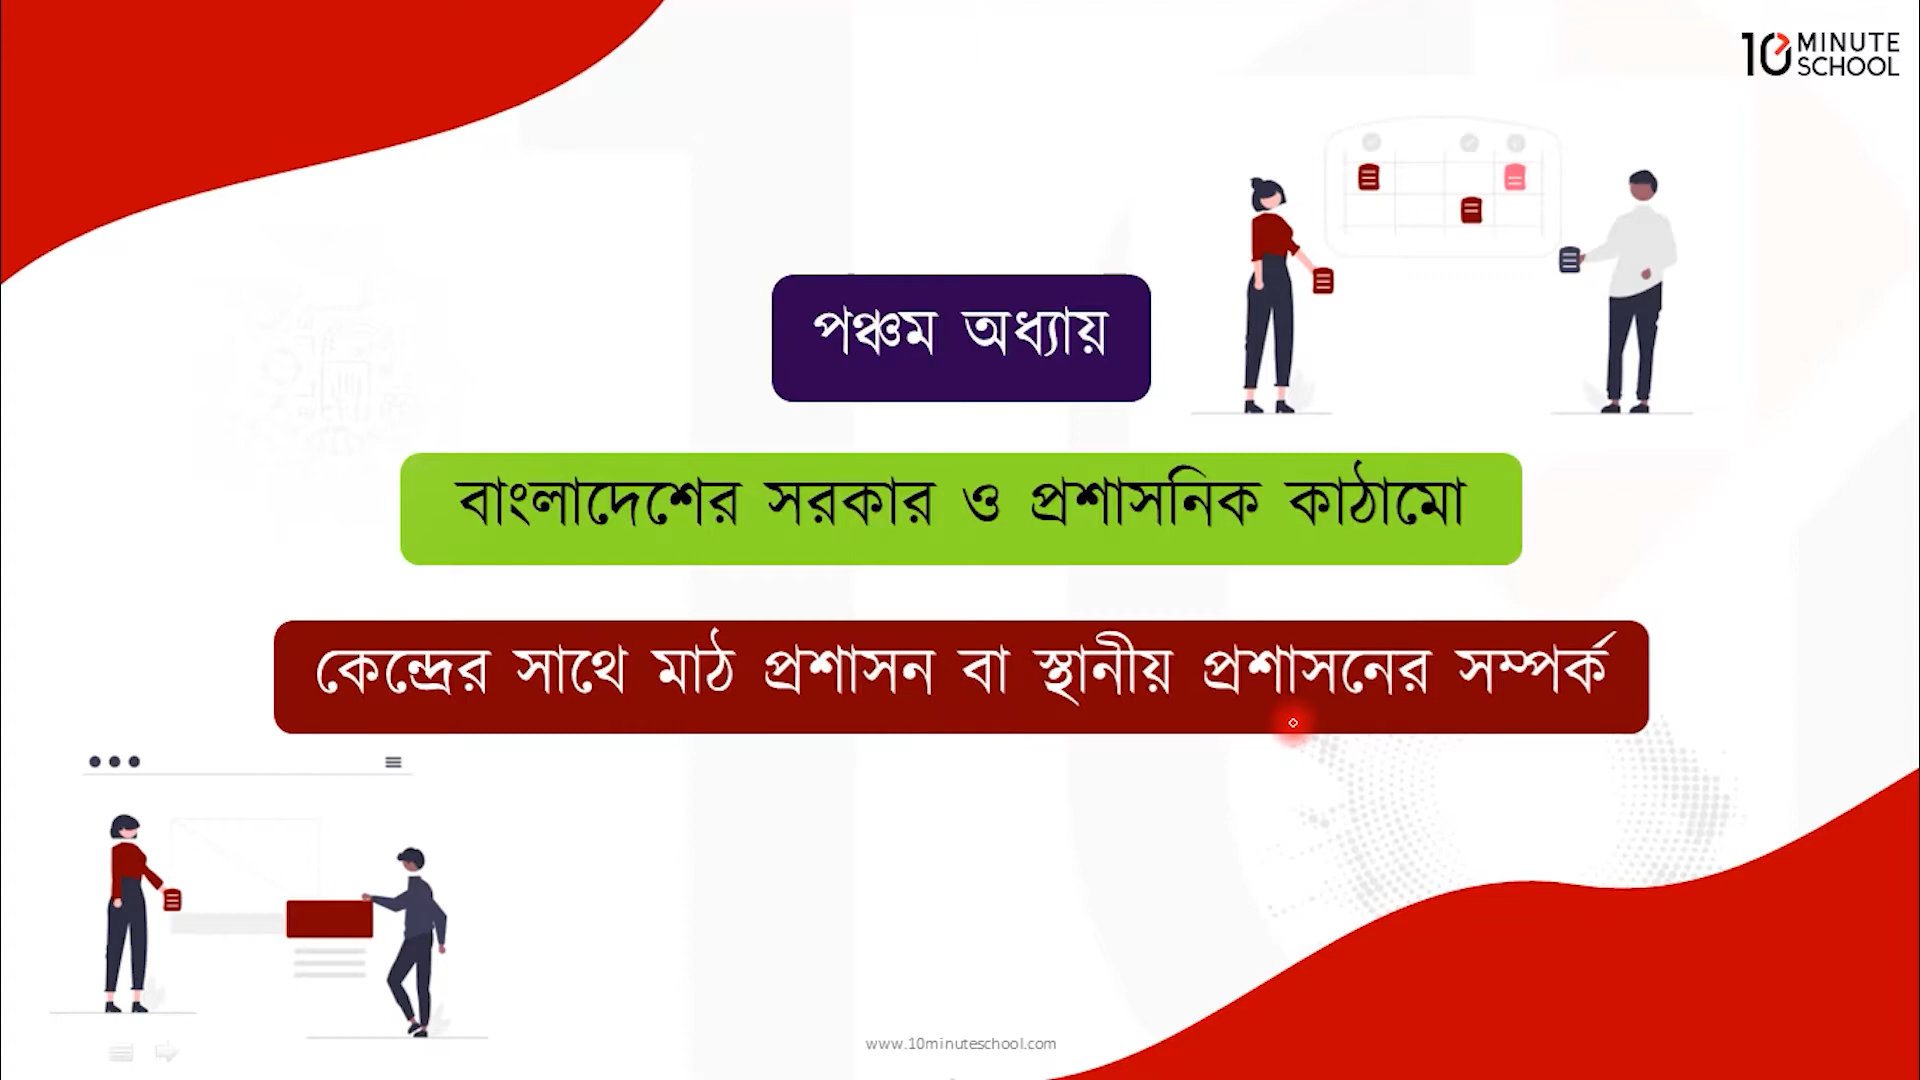 10 MINUTE SCHOOL
পঞ্চম অধ্যায়
বাংলাদেশের সরকার ও প্রশাসনিক কাঠামো
কেন্দ্রের সাথে মাঠ প্রশাসন বা স্থানীয় প্রশাসনের সম্পর্ক
www.10minuteschool.com